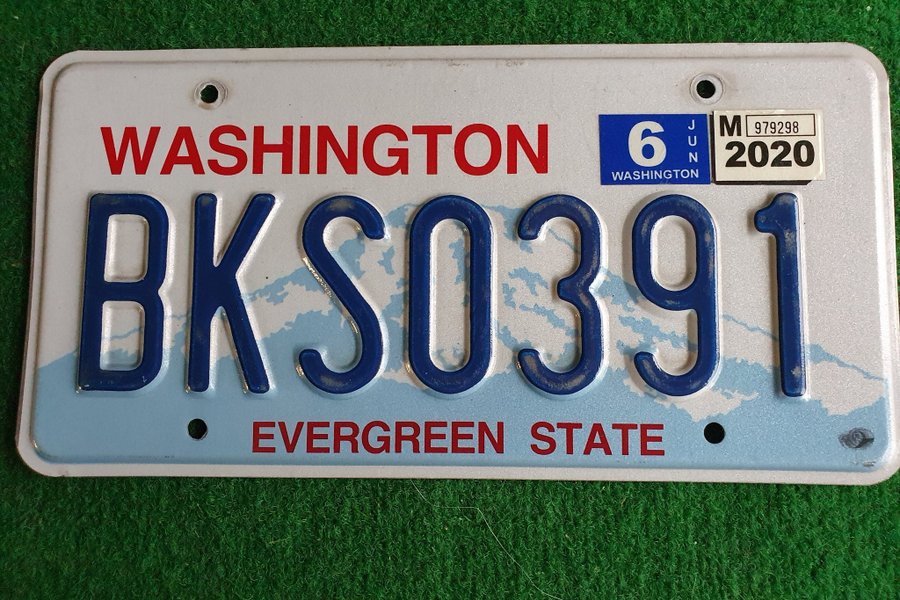 WASHINGTON
6 JUN
WASHINGTON
M 979298
2020
BKS0391
EVERGREEN STATE